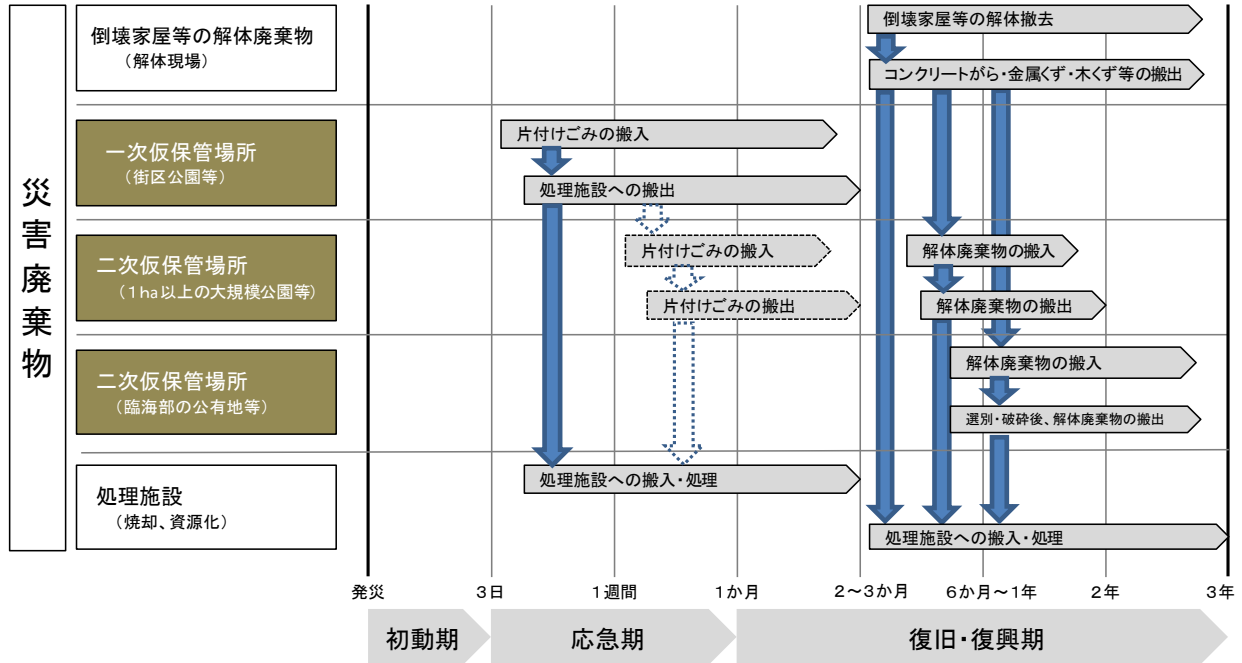 災害廃棄物
倒壊家屋等の解体廃棄物
（解体現場）
倒壊家屋等の解体撤去
コンクリートがら・金属くず・木くず等の搬出
一次仮保管場所
（街区公園等）
片付けごみの搬入
処理施設への搬出
二次仮保管場所
（１ha以上の大規模公園等）
片付けごみの搬入
解体廃棄物の搬入
片付けごみの搬出
解体廃棄物の搬出
二次仮保管場所
（臨海部の公有地等）
解体廃棄物の搬入
選別・破砕後、解体廃棄物の搬出
処理施設
（焼却、資源化）
処理施設への搬入・処理
処理施設への搬入・処理
発災
３日
１週間
１か月
２～３か月
６か月～１年
２年
３年
初動期
応急期
復旧・復興期